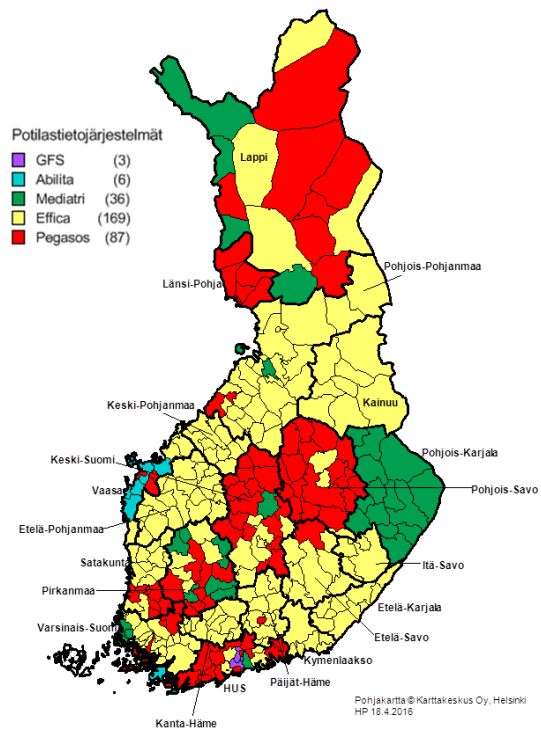 Potilastietojärjestelmät
GFS (3)
Abilita (6)
Mediatri (36)
Effica (169)
Pegasos (87)
Lappi
Länsi-Pohja
Pohjois-Pohjanmaa
Keski-Pohjanmaa
Kainuu
Keski-Suomi
Pohjois-Karjala
Vaasa
Pohjois-Savo
Etelä-Pohjanmaa
Satakunta
Itä-Savo
Pirkanmaa
Etelä-Karjala
Varsinais-Suomi
Etelä-Savo
Kymenlaakso
Päijät-Häme
HUS
Kanta-Häme
Pohjakartta © Karttakeskus Oy, Helsinki
HP 18.4.2016